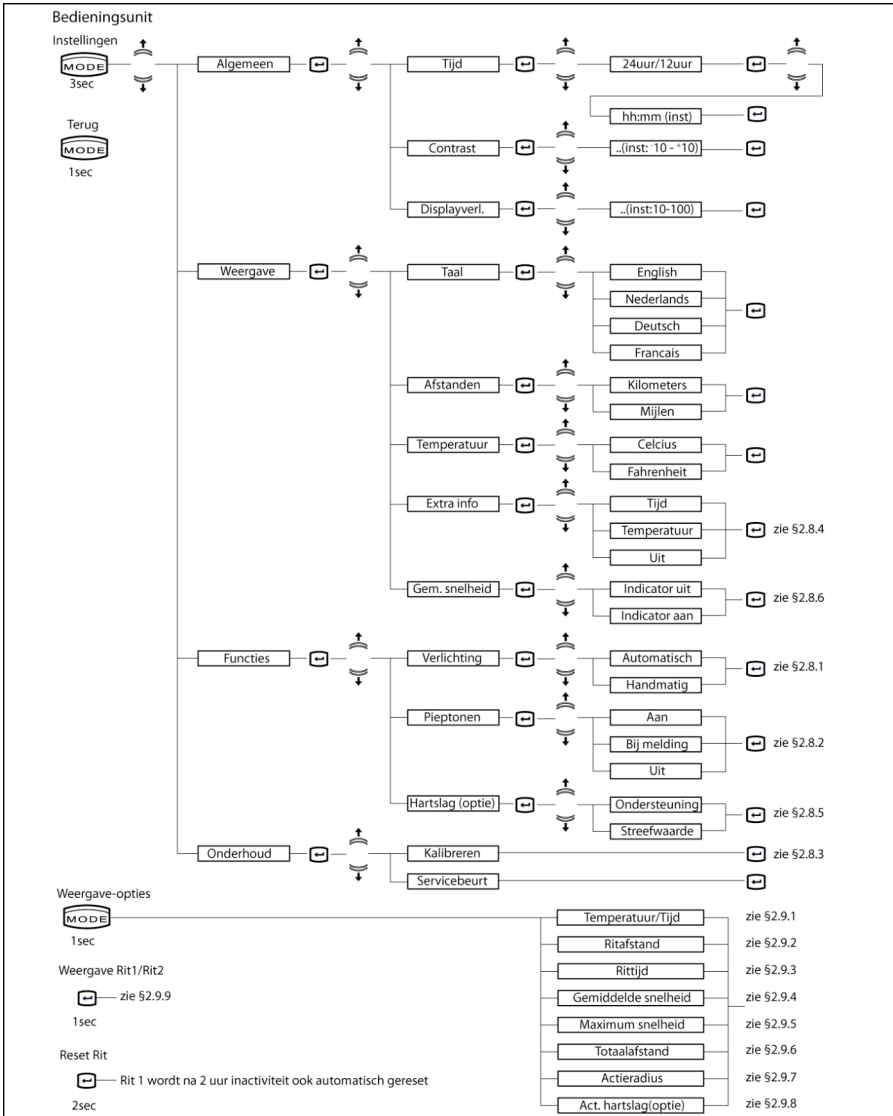 Bedieningsunit
Instellingen
MODE
3sec
Algemeen
Tijd
24uur/12uur
hh:mm (inst)
Terug
MODE
1sec
Contrast
..(inst: -10 - +10)
Displayverl.
..(inst:10-100)
Weergave
Taal
English
Nederlands
Deutsch
Francais
Afstanden
Kilometers
Mijlen
Temperatuur
Celcius
Fahrenheit
Extra info
Tijd
Temperatuur
Uit
zie §2.8.4
Gem. snelheid
Indicator uit
Indicator aan
zie §2.8.6
Functies
Verlichting
Automatisch
Handmatig
zie §2.8.1
Pieptonen
Aan
Bij melding
Uit
zie §2.8.2
Hartslag (optie)
Ondersteuning
Streefwaarde
zie §2.8.5
Onderhoud
Kalibreren
zie §2.8.3
Servicebeurt
Weergave-opties
MODE
1sec
Temperatuur/Tijd
zie §2.9.1
Ritafstand
zie §2.9.2
Rittijd
zie §2.9.3
Gemiddelde snelheid
zie §2.9.4
Maximum snelheid
zie §2.9.5
Totaalafstand
zie §2.9.6
Actieradius
zie §2.9.7
Act. hartslag(optie)
zie §2.9.8
Weergave Rit1/Rit2
zie §2.9.9
1sec
Reset Rit
Rit 1 wordt na 2 uur inactiviteit ook automatisch gereset
2sec